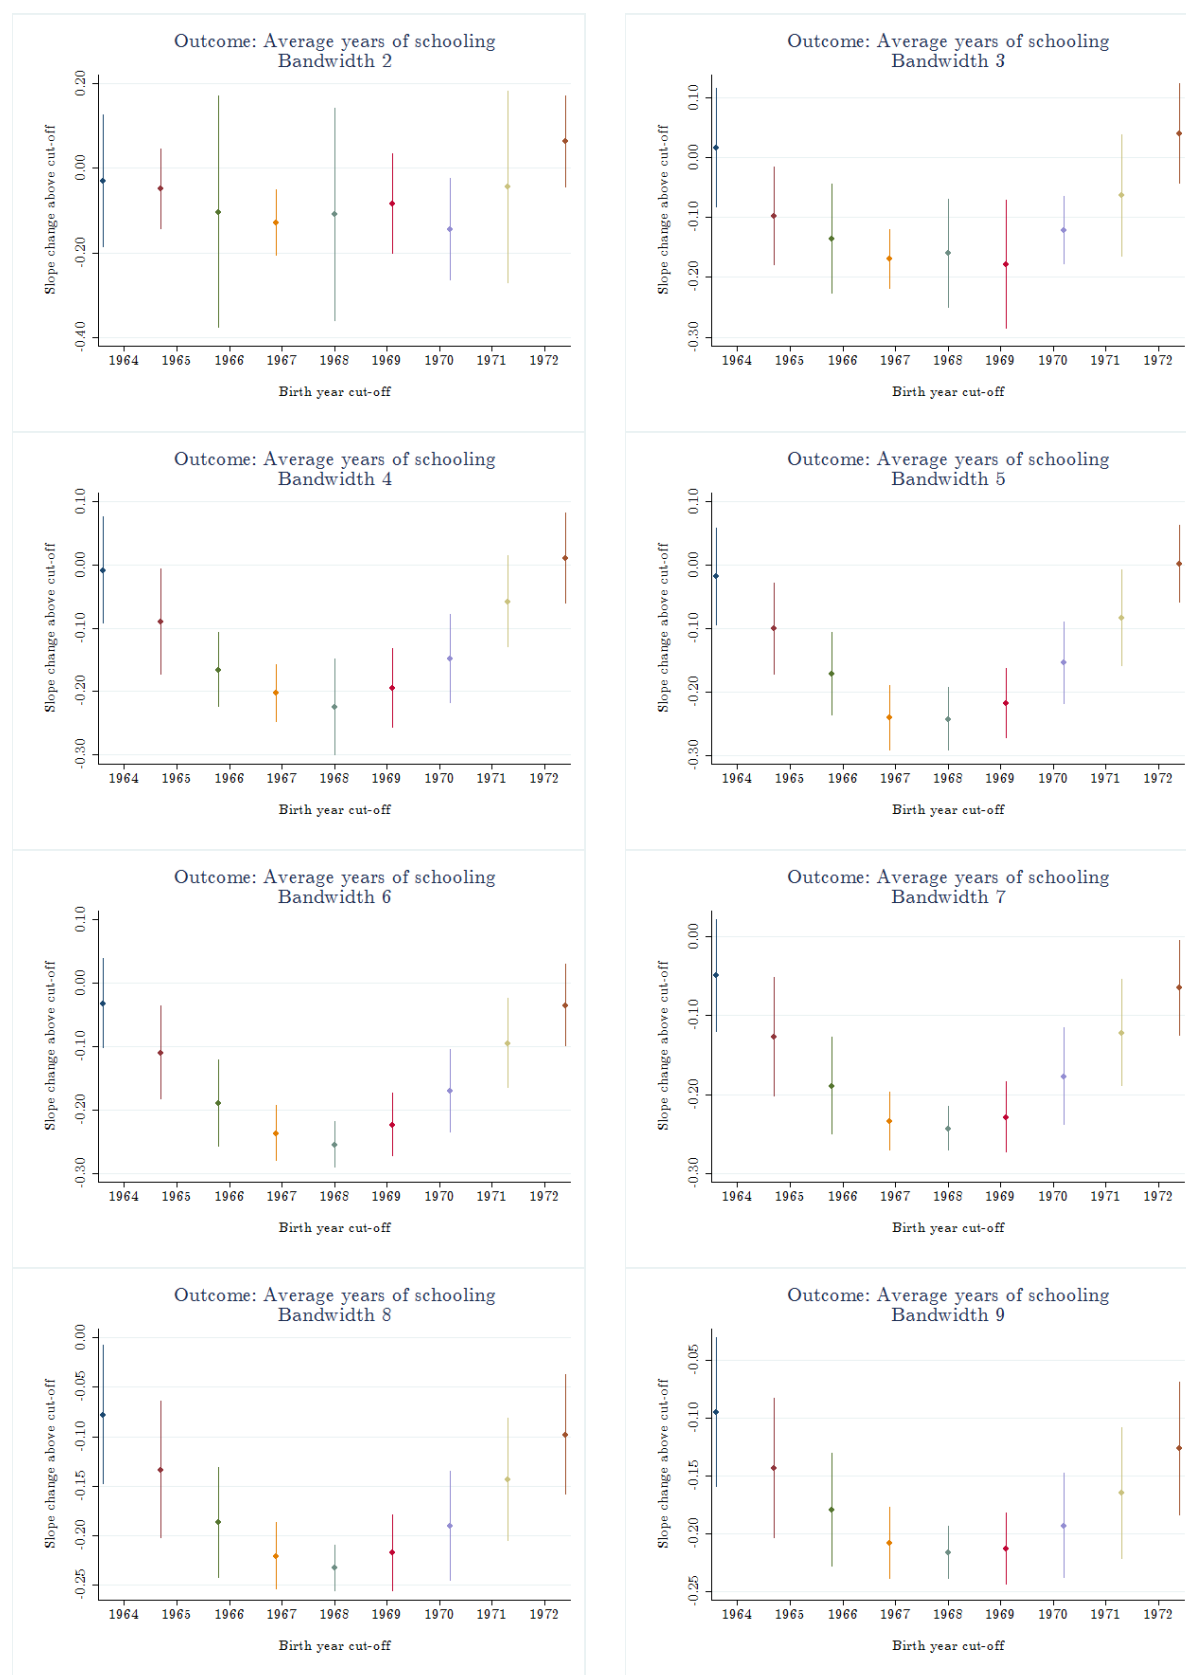 Outcome: Average years of schooling
Bandwidth 2
Slope change above cut-off
0.20
0.00
-0.20
-0.40
1964 1965 1966 1967 1968 1969 1970 1971 1972
Birth year cut-off
Outcome: Average years of schooling
Bandwidth 3
Slope change above cut-off
0.10
0.00
-0.10
-0.20
-0.30
1964 1965 1966 1967 1968 1969 1970 1971 1972
Birth year cut-off
Outcome: Average years of schooling
Bandwidth 4
Slope change above cut-off
0.10
0.00
-0.10
-0.20
-0.30
1964 1965 1966 1967 1968 1969 1970 1971 1972
Birth year cut-off
Outcome: Average years of schooling
Bandwidth 5
Slope change above cut-off
0.10
0.00
-0.10
-0.20
-0.30
1964 1965 1966 1967 1968 1969 1970 1971 1972
Birth year cut-off
Outcome: Average years of schooling
Bandwidth 6
Slope change above cut-off
0.10
0.00
-0.10
-0.20
-0.30
1964 1965 1966 1967 1968 1969 1970 1971 1972
Birth year cut-off
Outcome: Average years of schooling
Bandwidth 7
Slope change above cut-off
0.00
-0.10
-0.20
-0.30
1964 1965 1966 1967 1968 1969 1970 1971 1972
Birth year cut-off
Outcome: Average years of schooling
Bandwidth 8
Slope change above cut-off
0.00
-0.05
-0.10
-0.15
-0.20
-0.25
1964 1965 1966 1967 1968 1969 1970 1971 1972
Birth year cut-off
Outcome: Average years of schooling
Bandwidth 9
Slope change above cut-off
-0.05
-0.10
-0.15
-0.20
-0.25
1964 1965 1966 1967 1968 1969 1970 1971 1972
Birth year cut-off